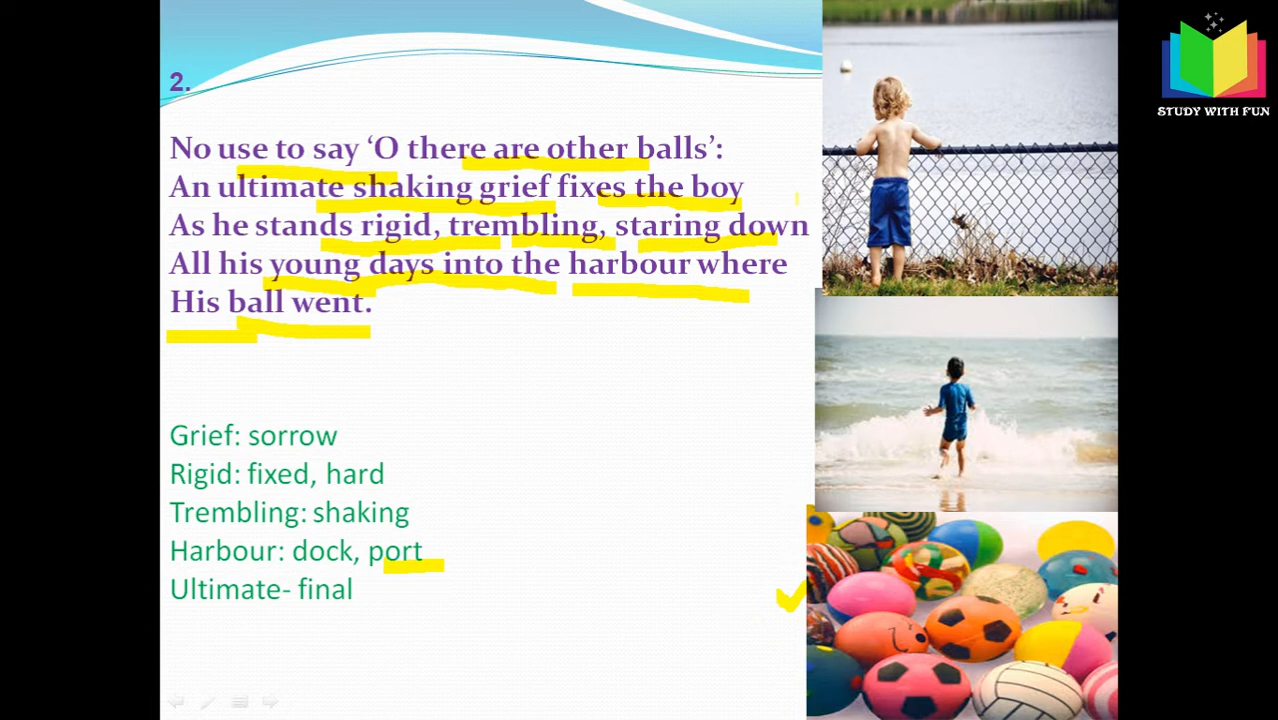 2.
No use to say ‘O there are other balls’:
An ultimate shaking grief fixes the boy
As he stands rigid, trembling, staring down
All his young days into the harbour where
His ball went.
Grief: sorrow
Rigid: fixed, hard
Trembling: shaking
Harbour: dock, port
Ultimate- final
STUDY WITH FUN